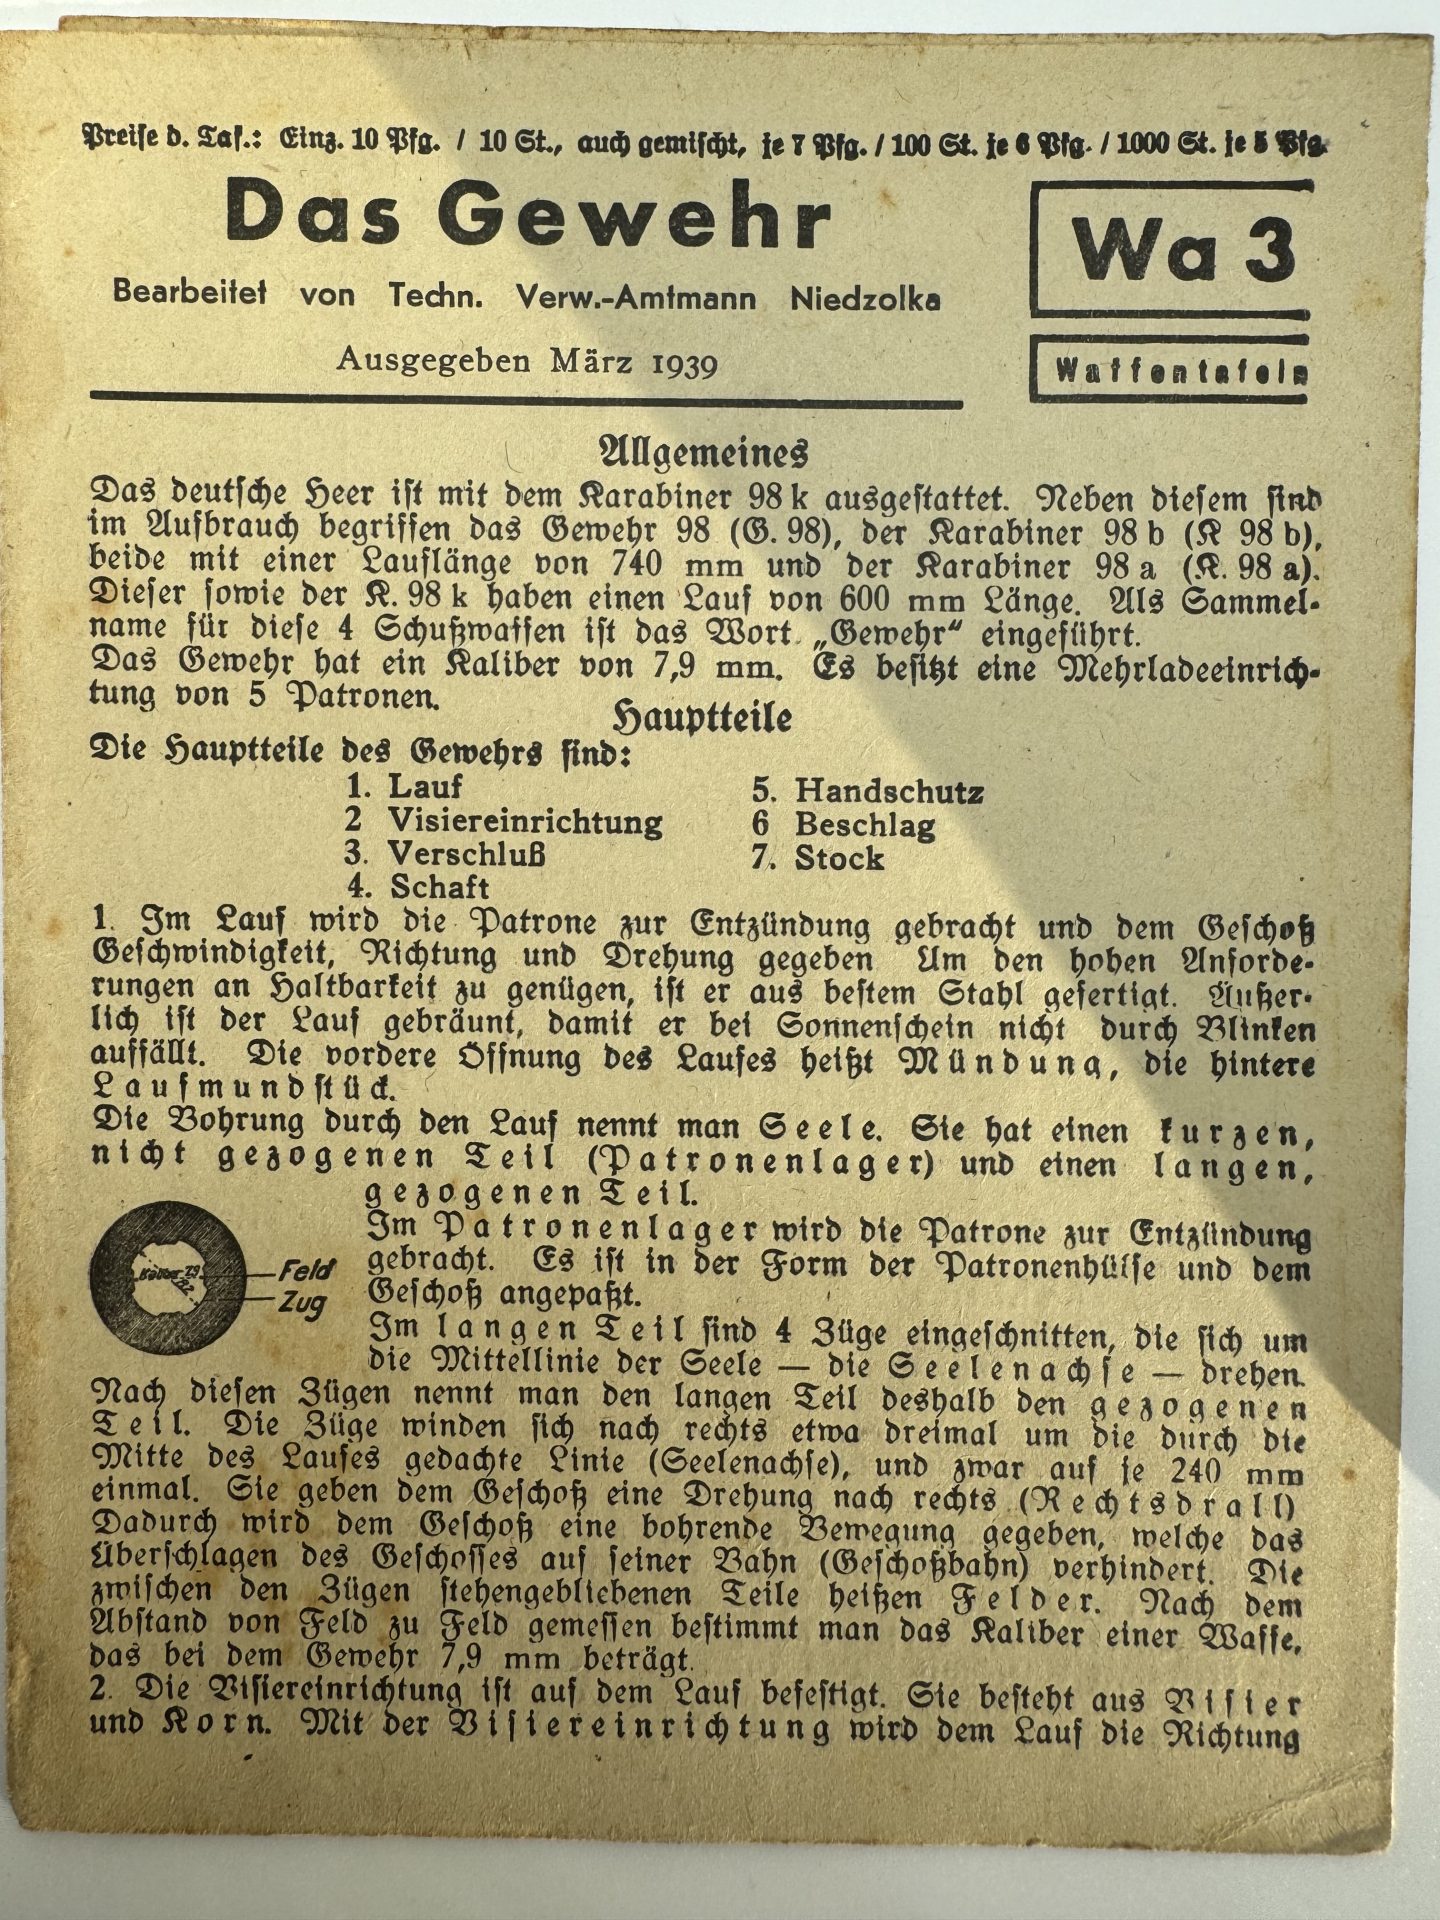 Preise d. Taf.: Einz. 10 Pfg. / 10 St., auch gemischt, je 7 Pfg. / 100 St. je 6 Pfg. / 1000 St. je 5 Pfg.
Das Gewehr
Wa 3
Bearbeitet von Techn. Verw.-Amtmann Niedzolka
Ausgegeben März 1939
Waffentafeln
Allgemeines
Das deutsche Heer ist mit dem Karabiner 98 k ausgestattet. Neben diesem sind
im Aufbrauch begriffen das Gewehr 98 (G. 98), der Karabiner 98 b (K 98 b),
beide mit einer Lauflänge von 740 mm und der Karabiner 98 a (K. 98 a).
Dieser sowie der K. 98 k haben einen Lauf von 600 mm Länge. Als Sammel-
name für diese 4 Schußwaffen ist das Wort „Gewehr“ eingeführt.
Das Gewehr hat ein Kaliber von 7,9 mm. Es besitzt eine Mehrladeeinrich-
tung von 5 Patronen.
Hauptteile
Die Hauptteile des Gewehrs sind:
1. Lauf
2 Visiereinrichtung
3. Verschluß
4. Schaft
5. Handschutz
6 Beschlag
7. Stock
1. Im Lauf wird die Patrone zur Entzündung gebracht und dem Geschoß
Geschwindigkeit, Richtung und Drehung gegeben Um den hohen Anforde-
rungen an Haltbarkeit zu genügen, ist er aus bestem Stahl gefertigt. Äußer-
lich ist der Lauf gebräunt, damit er bei Sonnenschein nicht durch Blinken
auffällt. Die vordere Öffnung des Laufes heißt Mündung, die hintere
Laufmundstück.
Die Bohrung durch den Lauf nennt man Seele. Sie hat einen kurzen,
nicht gezogenen Teil (Patronenlager) und einen langen,
gezogenen Teil.
Im Patronenlager wird die Patrone zur Entzündung
gebracht. Es ist in der Form der Patronenhülse und dem
Geschoß angepaßt.
Kaliber 7,9
8,2
Feld
Zug
Im langen Teil sind 4 Züge eingeschnitten, die sich um
die Mittellinie der Seele — die Seelenachse — drehen.
Nach diesen Zügen nennt man den langen Teil deshalb den gezogenen
Teil. Die Züge winden sich nach rechts etwa dreimal um die durch die
Mitte des Laufes gedachte Linie (Seelenachse), und zwar auf je 240 mm
einmal. Sie geben dem Geschoß eine Drehung nach rechts (Rechtsdrall)
Dadurch wird dem Geschoß eine bohrende Bewegung gegeben, welche das
Überschlagen des Geschosses auf seiner Bahn (Geschoßbahn) verhindert. Die
zwischen den Zügen stehengebliebenen Teile heißen Felder. Nach dem
Abstand von Feld zu Feld gemessen bestimmt man das Kaliber einer Waffe,
das bei dem Gewehr 7,9 mm beträgt.
2. Die Visiereinrichtung ist auf dem Lauf befestigt. Sie besteht aus Visier
und Korn. Mit der Visiereinrichtung wird dem Lauf die Richtung